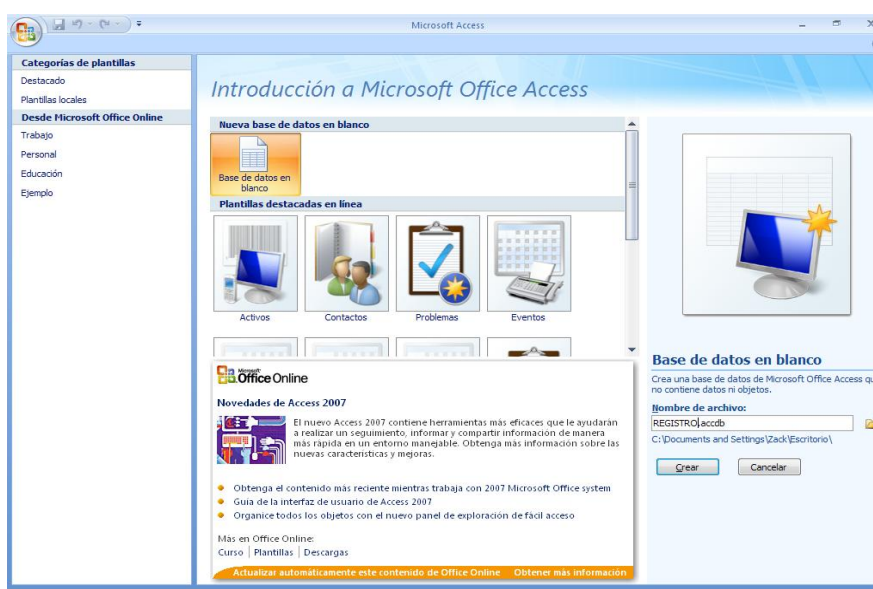 Microsoft Access
Categorías de plantillas
Destacado
Plantillas locales
Desde Microsoft Office Online
Trabajo
Personal
Educación
Ejemplo
Introducción a Microsoft Office Access
Nueva base de datos en blanco
Base de datos en
blanco
Plantillas destacadas en línea
Activos
Contactos
Problemas
Eventos
Microsoft
Office Online
Novedades de Access 2007
El nuevo Access 2007 contiene herramientas más eficaces que le ayudarán
a realizar un seguimiento, informar y compartir información de manera
más rápida en un entorno manejable. Obtenga más información sobre las
nuevas características y mejoras.
Obtenga el contenido más reciente mientras trabaja con 2007 Microsoft Office system
Guía de la interfaz de usuario de Access 2007
Organice todos los objetos con el nuevo panel de exploración de fácil acceso
Más en Office Online:
Curso | Plantillas | Descargas
Actualizar automáticamente este contenido de Office Online Obtener más información
Base de datos en blanco
Crea una base de datos de Microsoft Office Access qu
no contiene datos ni objetos.
Nombre de archivo:
REGISTRO.accdb
C:\Documents and Settings\Zack\Escritorio\
Crear
Cancelar